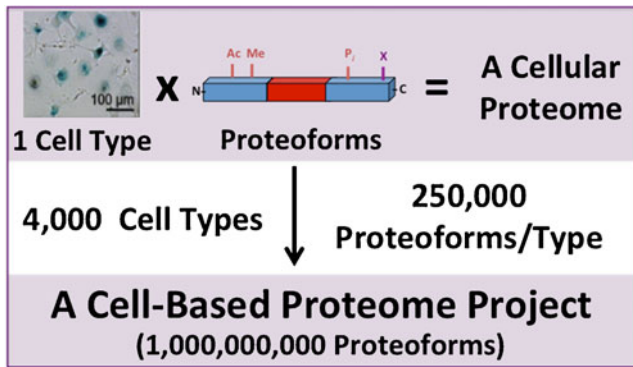 Ac Me Pi X
100 μm
X
N
C
=
A Cellular
Proteome
1 Cell Type
Proteoforms
4,000 Cell Types
250,000
Proteoforms/Type
A Cell-Based Proteome Project
(1,000,000,000 Proteoforms)